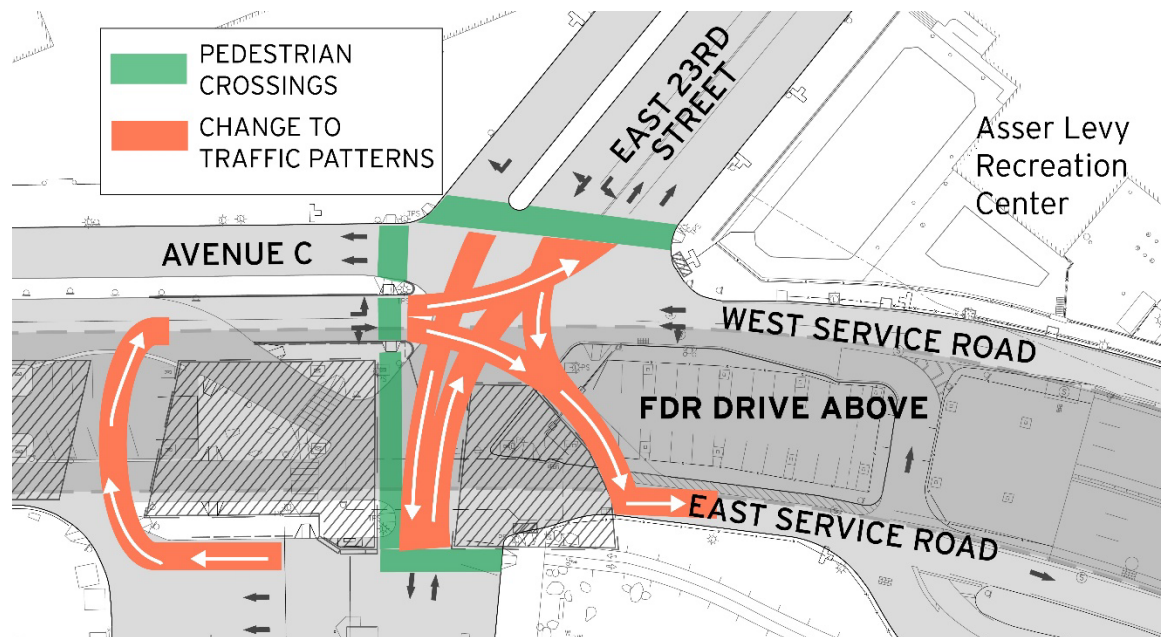 PEDESTRIAN
CROSSINGS
CHANGE TO
TRAFFIC PATTERNS
EAST 23RD
STREET
Asser Levy
Recreation
Center
AVENUE C
WEST SERVICE ROAD
FDR DRIVE ABOVE
EAST SERVICE ROAD